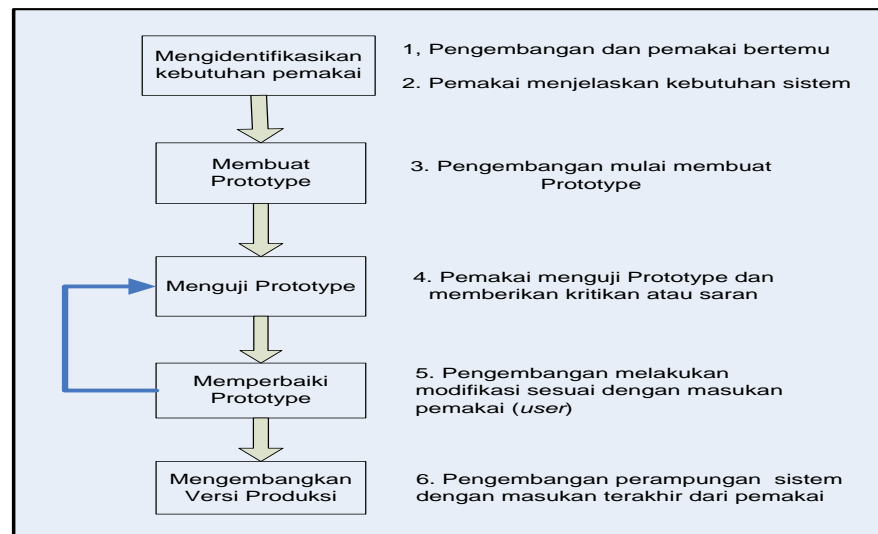 Mengidentifikasikan
kebutuhan pemakai
1, Pengembangan dan pemakai bertemu
2. Pemakai menjelaskan kebutuhan sistem
Membuat
Prototype
3. Pengembangan mulai membuat
Prototype
Menguji Prototype
4. Pemakai menguji Prototype dan
memberikan kritikan atau saran
Memperbaiki
Prototype
5. Pengembangan melakukan
modifikasi sesuai dengan masukan
pemakai (user)
Mengembangkan
Versi Produksi
6. Pengembangan perampungan sistem
dengan masukan terakhir dari pemakai